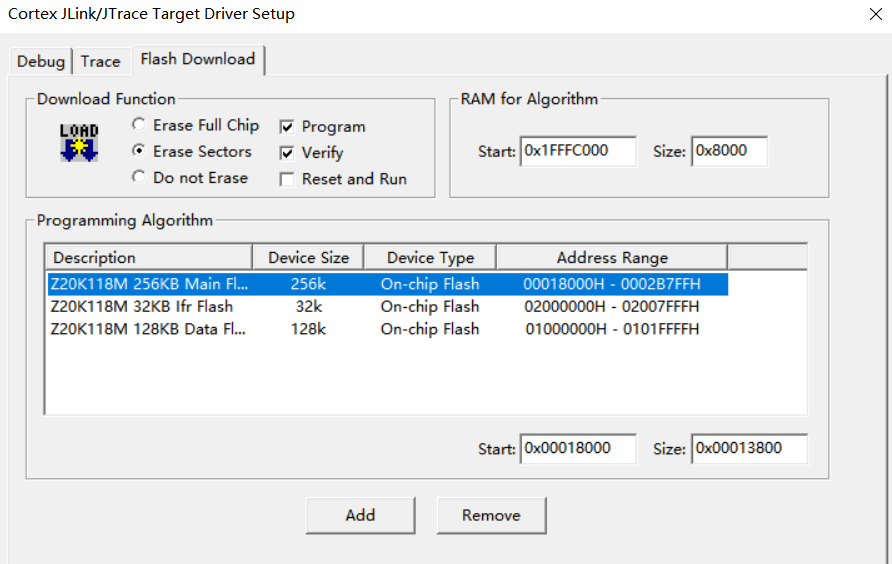 Cortex JLink/JTrace Target Driver Setup
Debug Trace Flash Download
Download Function
LOAD
Erase Full Chip
Program
Erase Sectors
Verify
Do not Erase
Reset and Run
RAM for Algorithm
Start: 0x1FFFC000 Size: 0x8000
Programming Algorithm
Description Device Size Device Type Address Range
Z20K118M 256KB Main Fl... 256k On-chip Flash 00018000H - 0002B7FFH
Z20K118M 32KB Ifr Flash 32k On-chip Flash 02000000H - 02007FFFH
Z20K118M 128KB Data Fl... 128k On-chip Flash 01000000H - 0101FFFFH
Start: 0x00018000 Size: 0x00013800
Add Remove